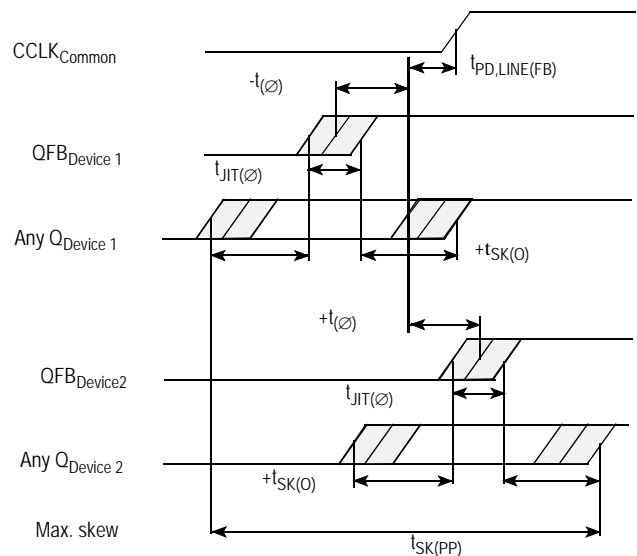 CCLKCommon
tPD,LINE(FB)
-t(∅)
QFBDevice 1
tJIT(∅)
Any QDevice 1
+tSK(O)
+t(∅)
QFBDevice2
tJIT(∅)
Any QDevice 2
+tSK(O)
Max. skew
tSK(PP)